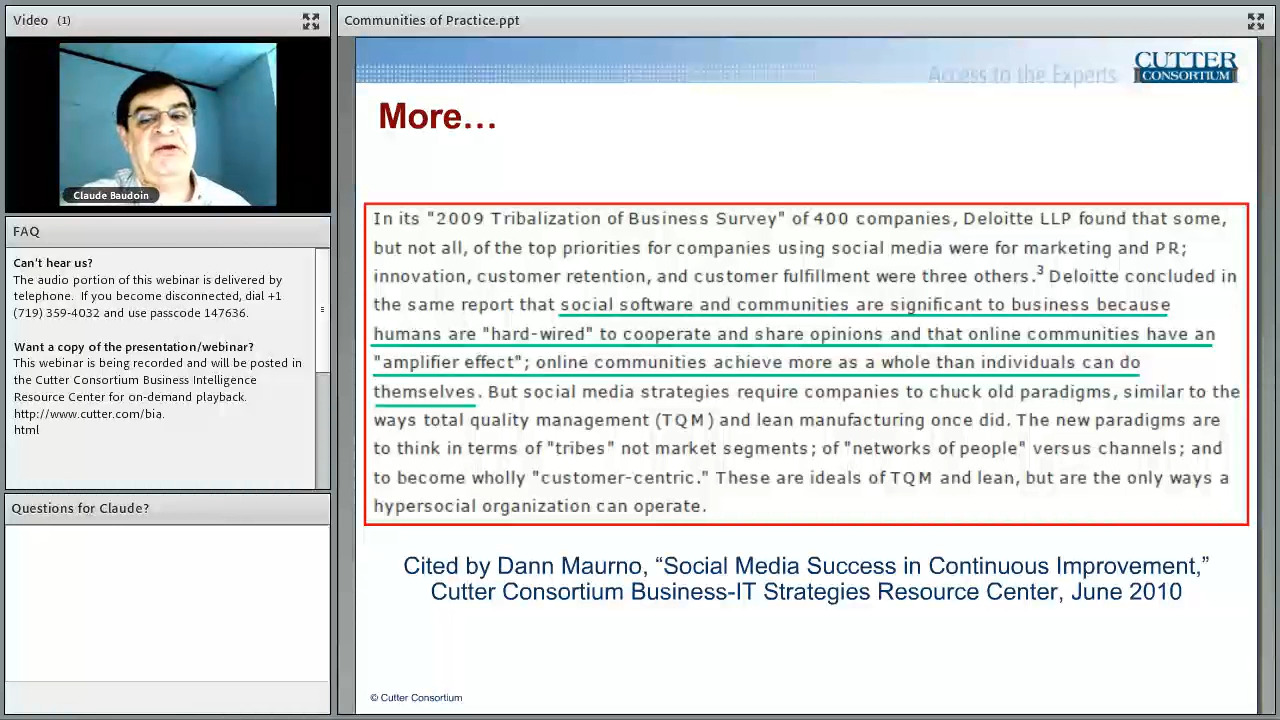 Video (1)
Claude Baudoin
FAQ
Can't hear us?
The audio portion of this webinar is delivered by
telephone. If you become disconnected, dial +1
(719) 359-4032 and use passcode 147636.
Want a copy of the presentation/webinar?
This webinar is being recorded and will be posted in
the Cutter Consortium Business Intelligence
Resource Center for on-demand playback.
http://www.cutter.com/bia.
html
Questions for Claude?
Communities of Practice.ppt
Access to the Experts
CUTTER
CONSORTIUM
More...
In its "2009 Tribalization of Business Survey" of 400 companies, Deloitte LLP found that some,
but not all, of the top priorities for companies using social media were for marketing and PR;
innovation, customer retention, and customer fulfillment were three others.3 Deloitte concluded in
the same report that social software and communities are significant to business because
humans are "hard-wired" to cooperate and share opinions and that online communities have an
"amplifier effect"; online communities achieve more as a whole than individuals can do
themselves. But social media strategies require companies to chuck old paradigms, similar to the
ways total quality management (TQM) and lean manufacturing once did. The new paradigms are
to think in terms of "tribes" not market segments; of "networks of people" versus channels; and
to become wholly "customer-centric." These are ideals of TQM and lean, but are the only ways a
hypersocial organization can operate.
Cited by Dann Maurno, “Social Media Success in Continuous Improvement,”
Cutter Consortium Business-IT Strategies Resource Center, June 2010
© Cutter Consortium